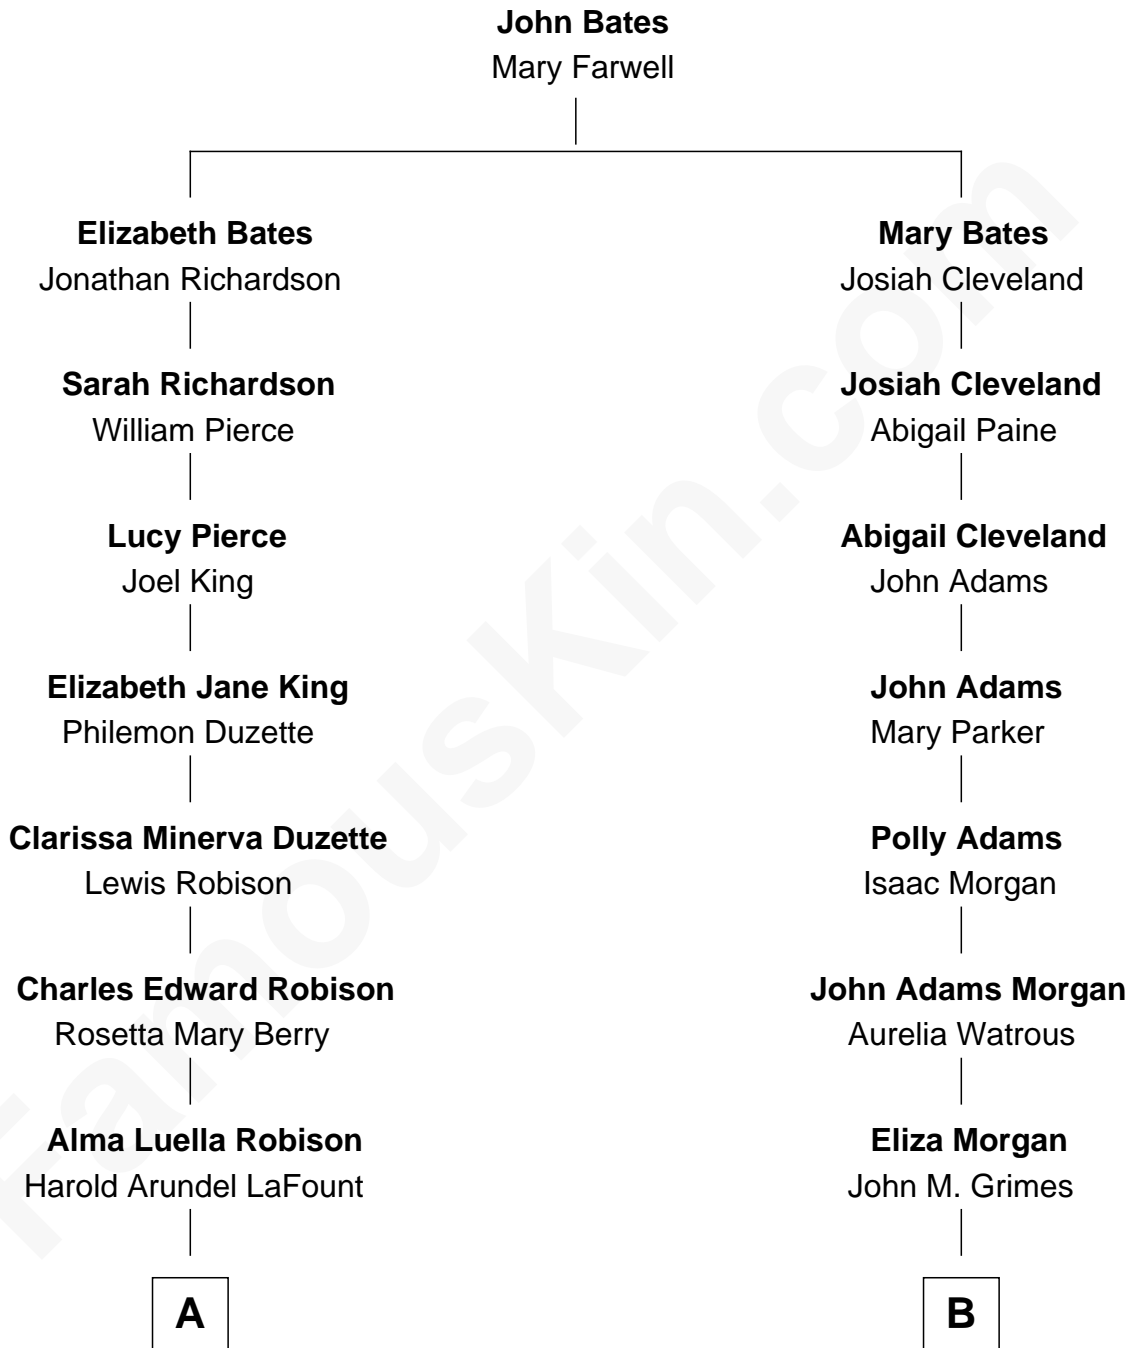 John Bates
Mary Farwell
Elizabeth Bates
Jonathan Richardson
Mary Bates
Josiah Cleveland
Sarah Richardson
William Pierce
Josiah Cleveland
Abigail Paine
Lucy Pierce
Joel King
Abigail Cleveland
John Adams
Elizabeth Jane King
Philemon Duzette
John Adams
Mary Parker
Clarissa Minerva Duzette
Lewis Robison
Polly Adams
Isaac Morgan
Charles Edward Robison
Rosetta Mary Berry
John Adams Morgan
Aurelia Watrous
Alma Luella Robison
Harold Arundel LaFount
Eliza Morgan
John M. Grimes
A
B
FamousKin.com